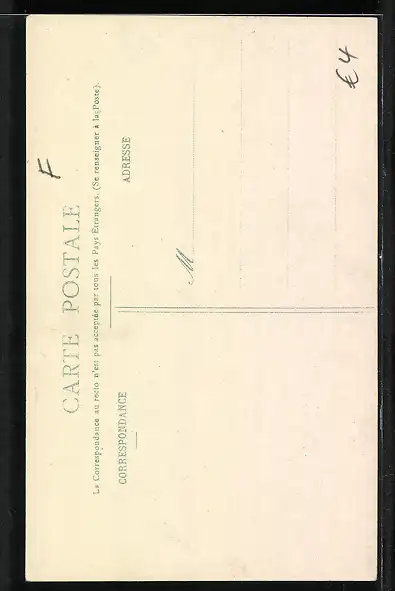 F
€4
CARTE POSTALE
La Correspondance au recto n'est pas acceptée par tous les Pays Étrangers. (Se renseigner à la Poste).
CORRESPONDANCE
ADRESSE
M